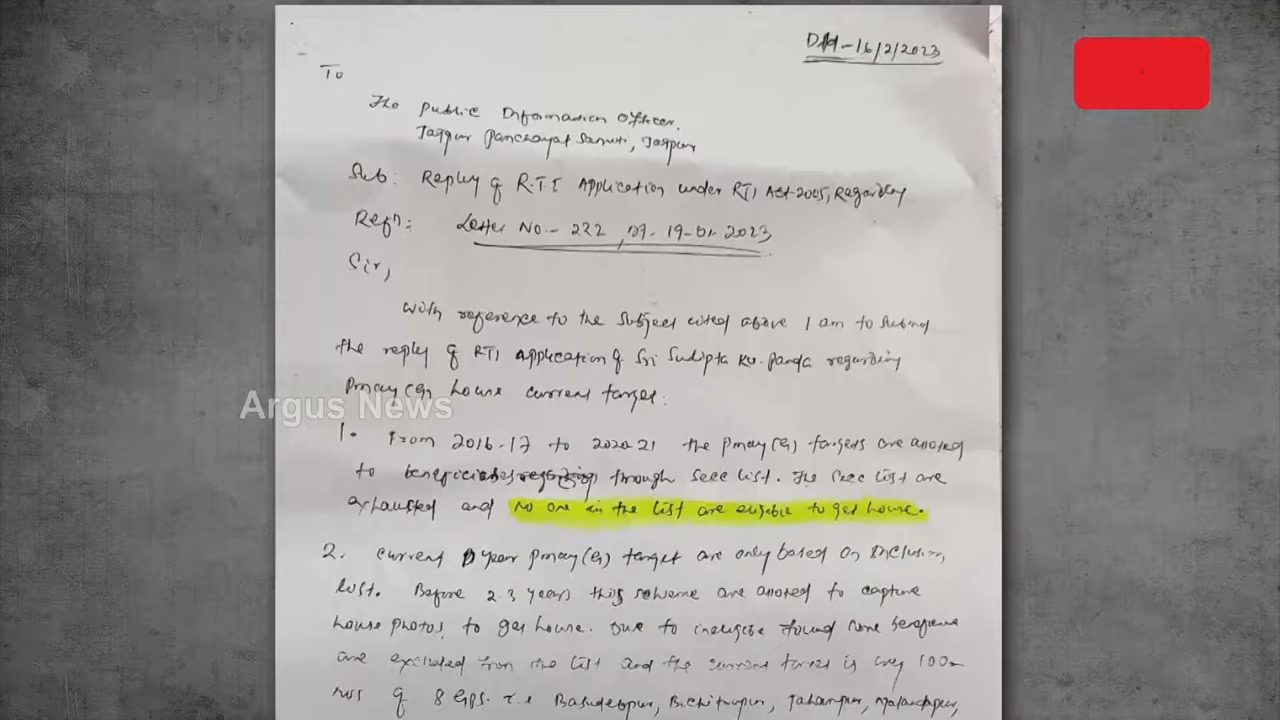 Dt-16/2/2023
To
The Public Information Officer,
Jaspur Panchayat Samiti, Jaspur
Sub: Reply of R.T.I Application under RTI Act-2005, Regarding
Refn: Letter No:- 222, Dt- 19-01-2023
Sir,
with reference to the subject cited above I am to submit
the reply of RTI Application of Sri Sudipta Ku. Panda regarding
Pmay(G) house current target:
Argus News
1. From 2016-17 to 2020-21 the Pmay(G) targets are alloted
to through Secc list. The Secc list are
exhausted and no one in the list are eligible to get house.
2. Current year Pmay(G) target are only based on Inclusion
list. Before 2-3 years this scheme are alloted to capture
house photos to get house. Due to ineligible found
are excluded from the list and the current target is only
nos of 8 GPs. i.e Basudebpur, Bichitrapur, Jahanpur,